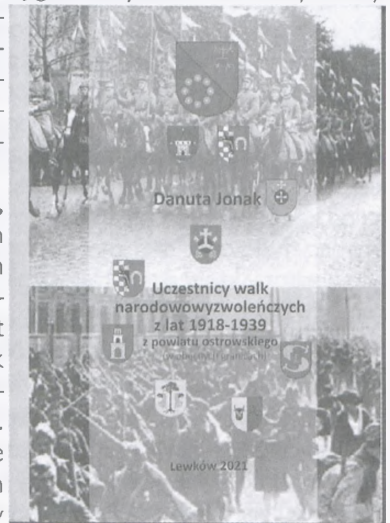 Danuta Jonak
Uczestnicy walk
narodowowyzwoleńczych
z lat 1918-1939
z powiatu ostrowskiego
Lewków 2021